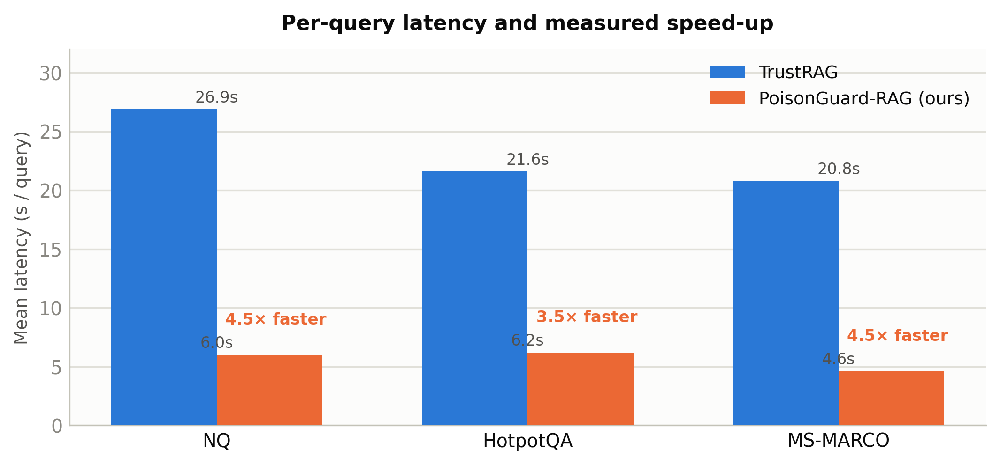 Per-query latency and measured speed-up
Mean latency (s / query)
30
25
20
15
10
5
0
TrustRAG
PoisonGuard-RAG (ours)
26.9s
21.6s
20.8s
4.5× faster
3.5× faster
4.5× faster
6.0s
6.2s
4.6s
NQ
HotpotQA
MS-MARCO